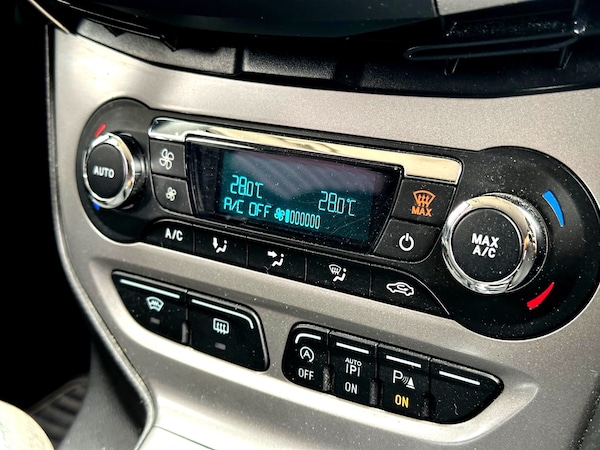 AUTO
28.0°C 28.0°C
A/C OFF
MAX
MAX
A/C
A/C
A
OFF
AUTO
(P)
ON
P
ON